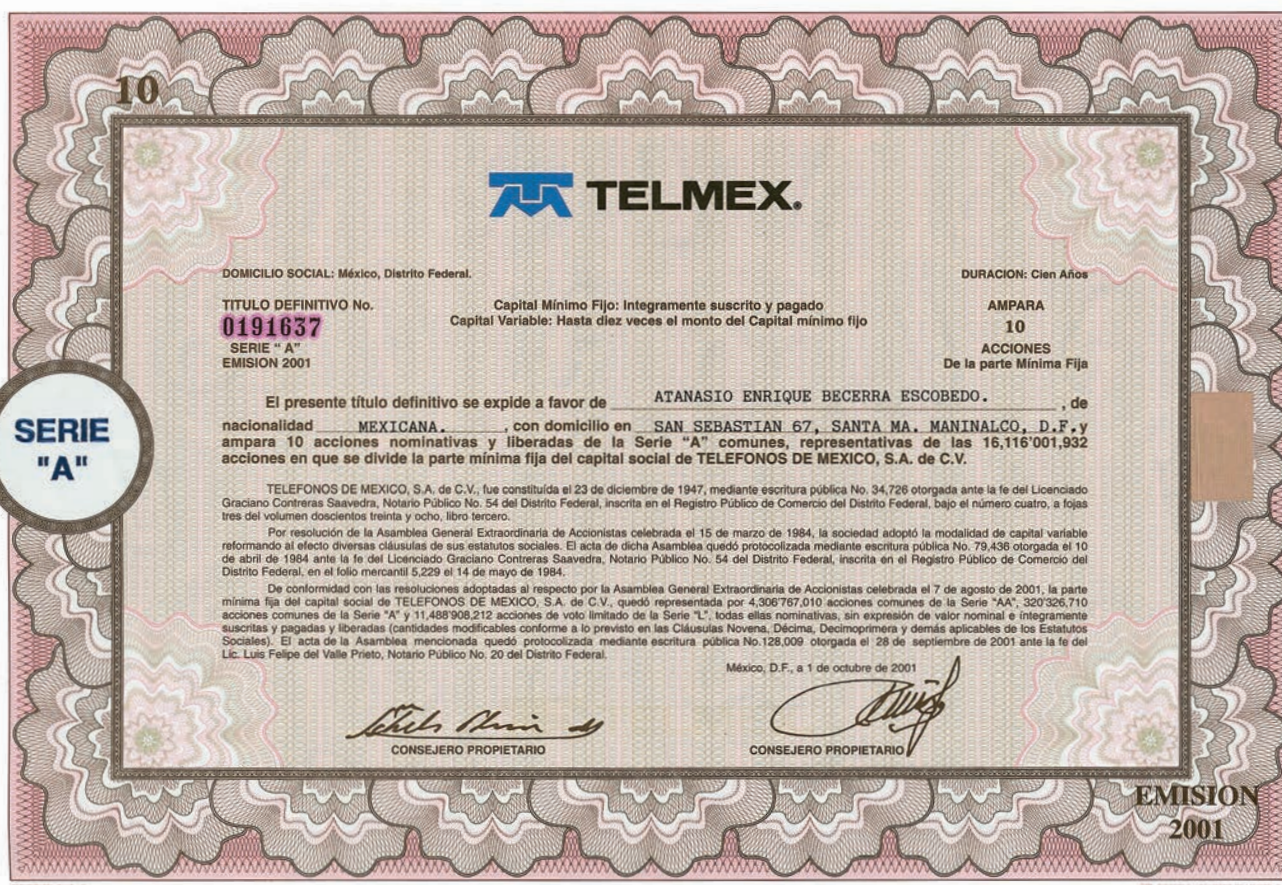 10
TELMEX.
DOMICILIO SOCIAL: México, Distrito Federal.
DURACION: Cien Años
TITULO DEFINITIVO No.
0191637
SERIE " A"
EMISION 2001
Capital Mínimo Fijo: Integramente suscrito y pagado
Capital Variable: Hasta diez veces el monto del Capital mínimo fijo
AMPARA
10
ACCIONES
De la parte Mínima Fija
SERIE
"A"
El presente título definitivo se expide a favor de ATANASIO ENRIQUE BECERRA ESCOBEDO. , de
nacionalidad MEXICANA. , con domicilio en SAN SEBASTIAN 67, SANTA MA. MANINALCO, D.F. y
ampara 10 acciones nominativas y liberadas de la Serie "A" comunes, representativas de las 16,116'001,932
acciones en que se divide la parte mínima fija del capital social de TELEFONOS DE MEXICO, S.A. de C.V.
TELEFONOS DE MEXICO, S.A. de C.V., fue constituída el 23 de diciembre de 1947, mediante escritura pública No. 34,726 otorgada ante la fe del Licenciado
Graciano Contreras Saavedra, Notario Público No. 54 del Distrito Federal, inscrita en el Registro Público de Comercio del Distrito Federal, bajo el número cuatro, a fojas
tres del volumen doscientos treinta y ocho, libro tercero.
Por resolución de la Asamblea General Extraordinaria de Accionistas celebrada el 15 de marzo de 1984, la sociedad adoptó la modalidad de capital variable
reformando al efecto diversas cláusulas de sus estatutos sociales. El acta de dicha Asamblea quedó protocolizada mediante escritura pública No. 79,436 otorgada el 10
de abril de 1984 ante la fe del Licenciado Graciano Contreras Saavedra, Notario Público No. 54 del Distrito Federal, inscrita en el Registro Público de Comercio del
Distrito Federal, en el folio mercantil 5,229 el 14 de mayo de 1984.
De conformidad con las resoluciones adoptadas al respecto por la Asamblea General Extraordinaria de Accionistas celebrada el 7 de agosto de 2001, la parte
mínima fija del capital social de TELEFONOS DE MEXICO, S.A. de C.V., quedó representada por 4,306'767,010 acciones comunes de la Serie "AA", 320'326,710
acciones comunes de la Serie "A" y 11,488'908,212 acciones de voto limitado de la Serie "L", todas ellas nominativas, sin expresión de valor nominal e íntegramente
suscritas y pagadas y liberadas (cantidades modificables conforme a lo previsto en las Cláusulas Novena, Décima, Decimoprimera y demás aplicables de los Estatutos
Sociales). El acta de la Asamblea mencionada quedó protocolizada mediante escritura pública No.128,009 otorgada el 28 de septiembre de 2001 ante la fe del
Lic. Luis Felipe del Valle Prieto, Notario Público No. 20 del Distrito Federal.
México, D.F., a 1 de octubre de 2001
CONSEJERO PROPIETARIO
CONSEJERO PROPIETARIO
EMISION
2001